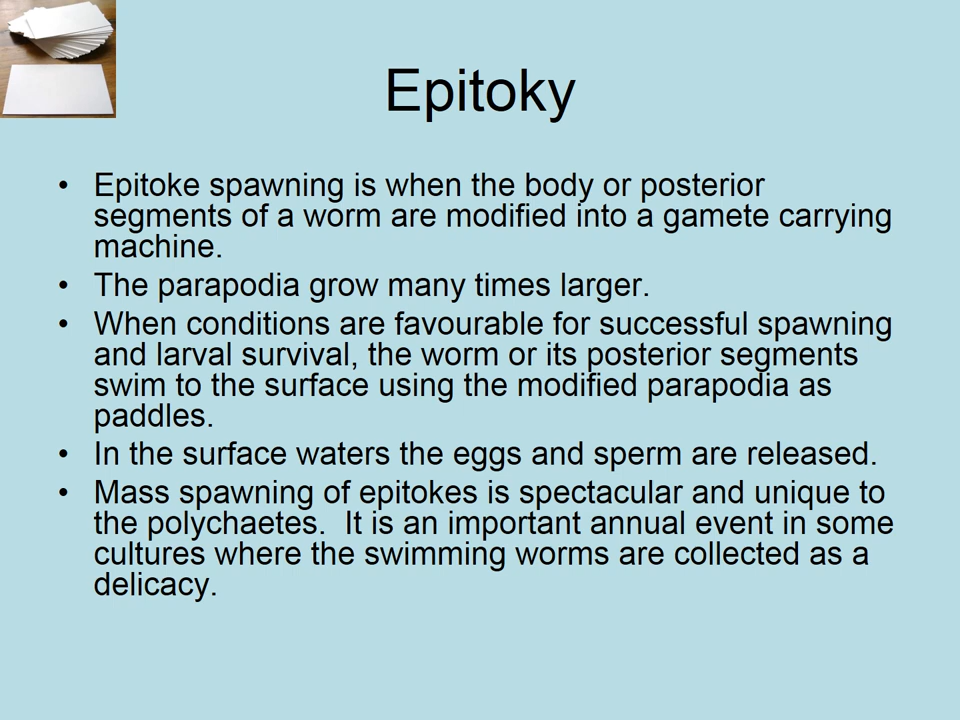 Epitoky
• Epitoke spawning is when the body or posterior
segments of a worm are modified into a gamete carrying
machine.
• The parapodia grow many times larger.
• When conditions are favourable for successful spawning
and larval survival, the worm or its posterior segments
swim to the surface using the modified parapodia as
paddles.
• In the surface waters the eggs and sperm are released.
• Mass spawning of epitokes is spectacular and unique to
the polychaetes.  It is an important annual event in some
cultures where the swimming worms are collected as a
delicacy.